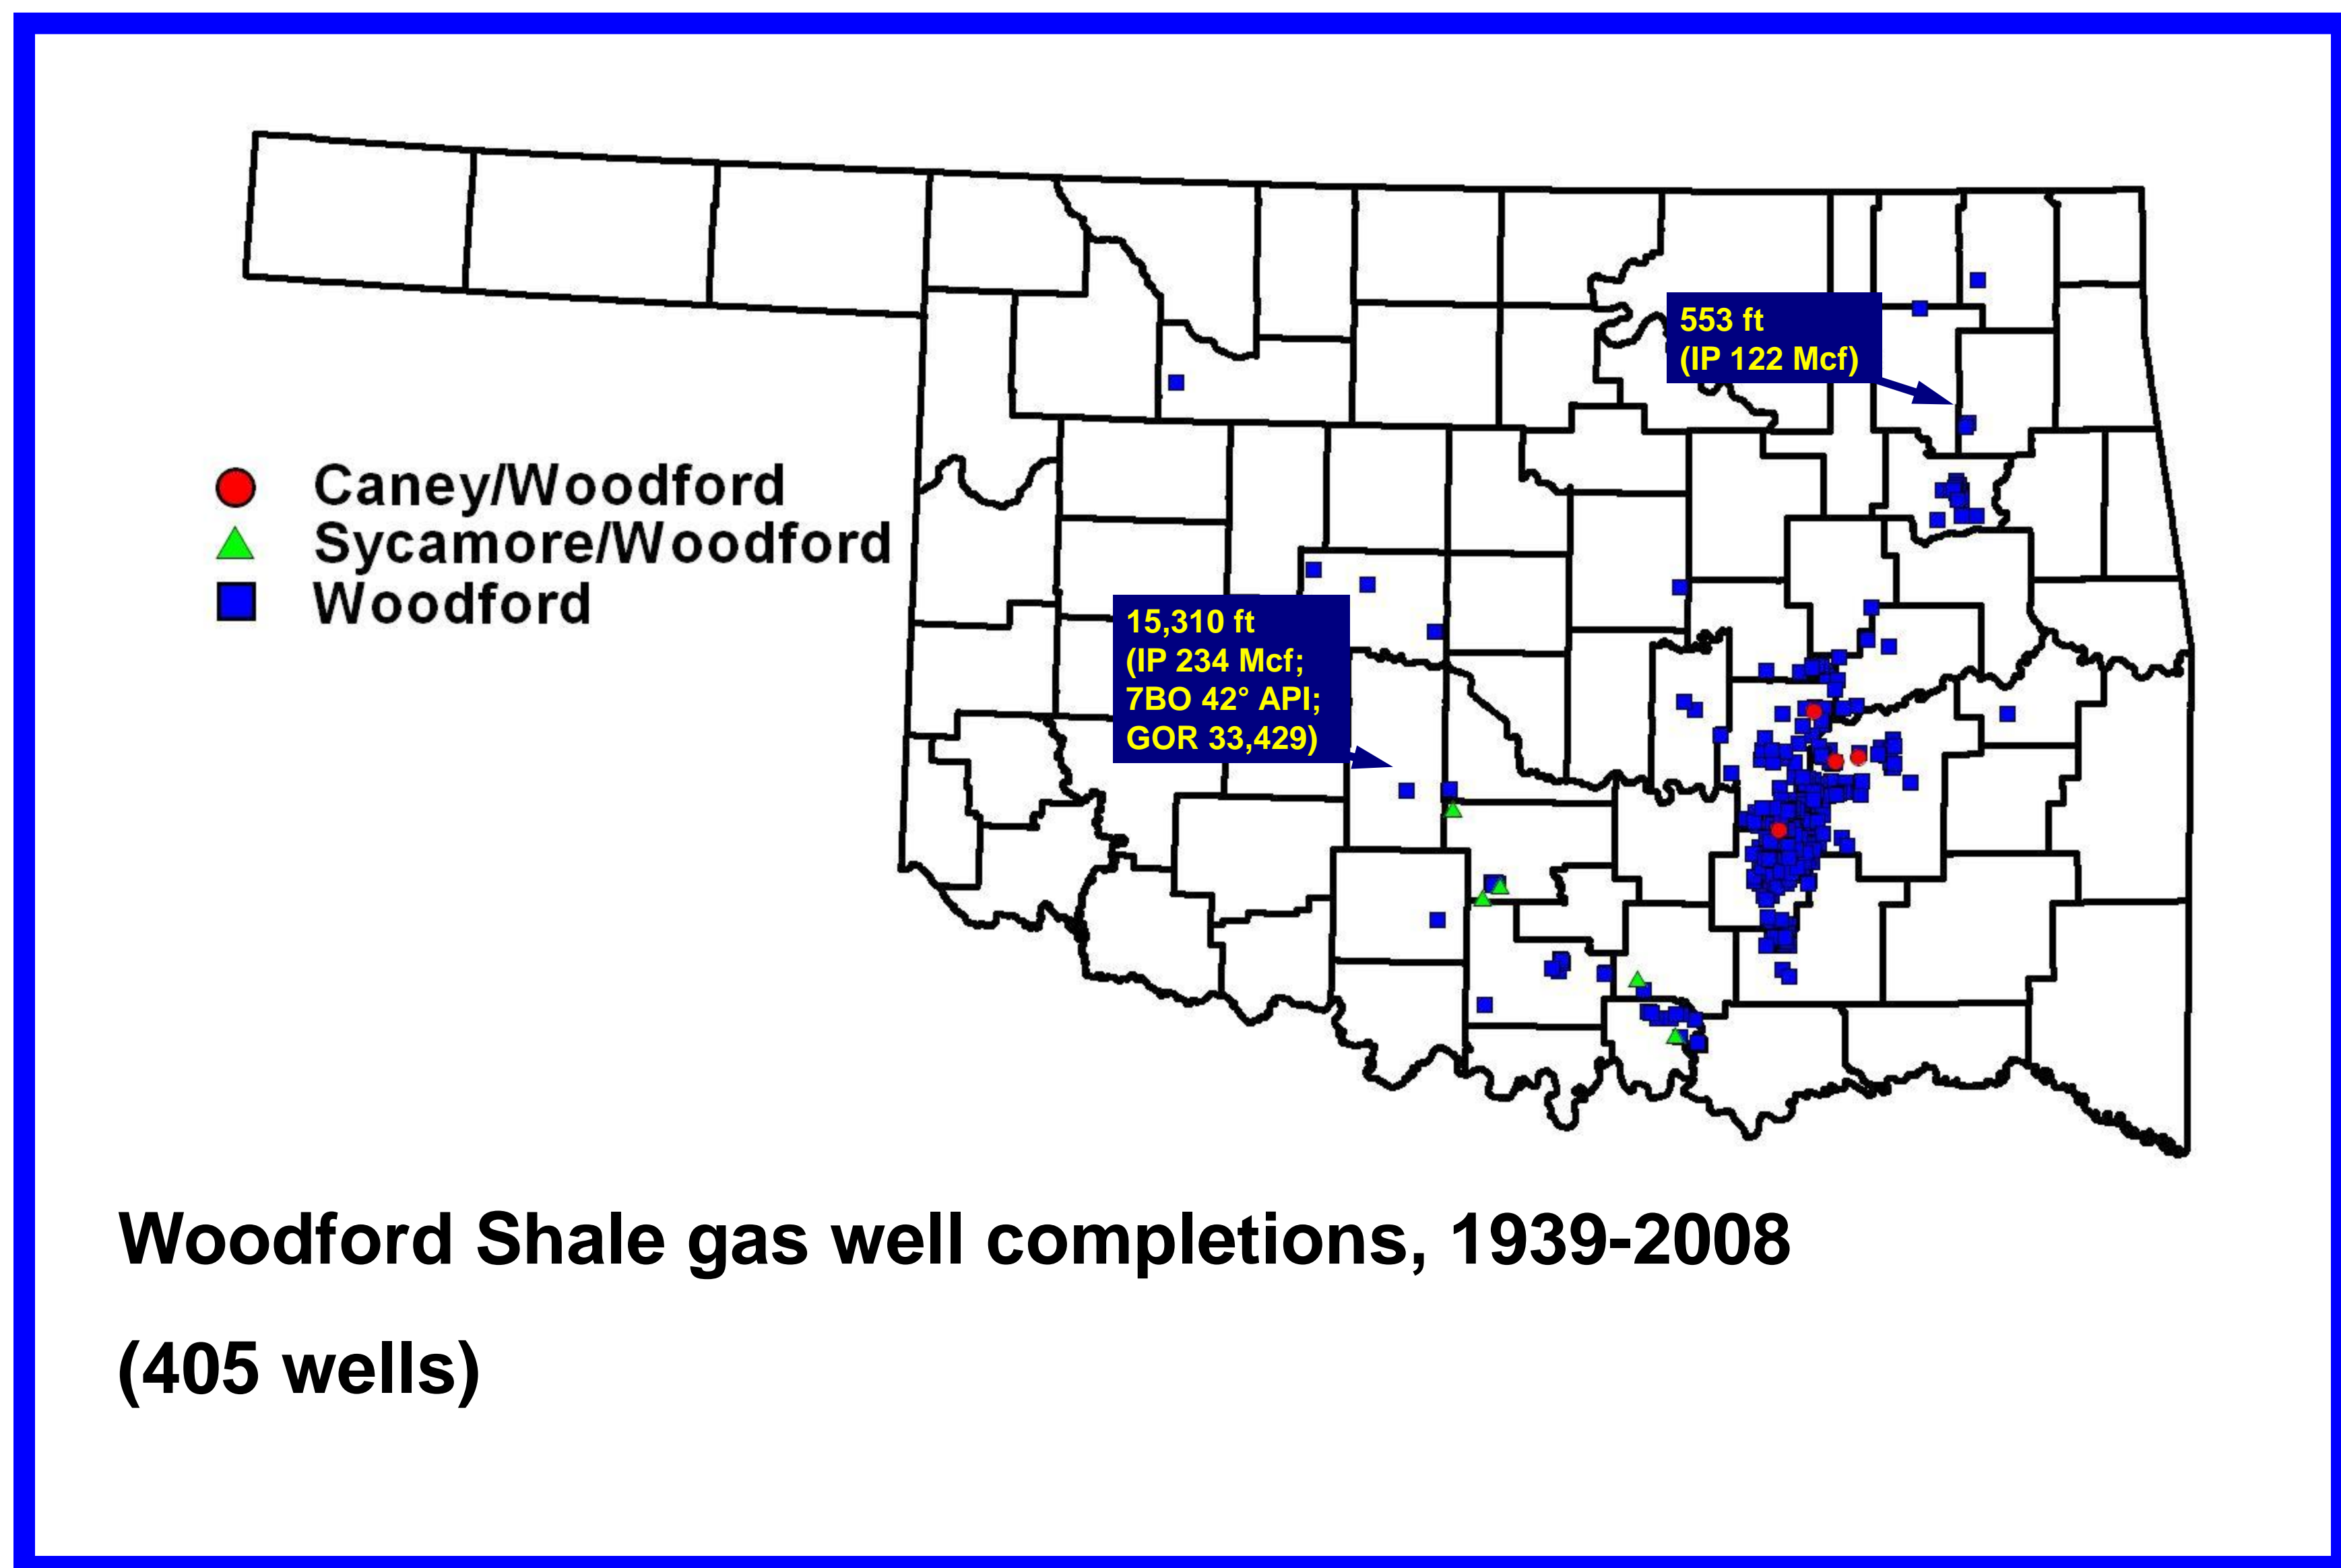 553 ft
(IP 122 Mcf)
Caney/Woodford
Sycamore/Woodford
Woodford
15,310 ft
(IP 234 Mcf;
7BO 42° API;
GOR 33,429)
Woodford Shale gas well completions, 1939-2008
(405 wells)